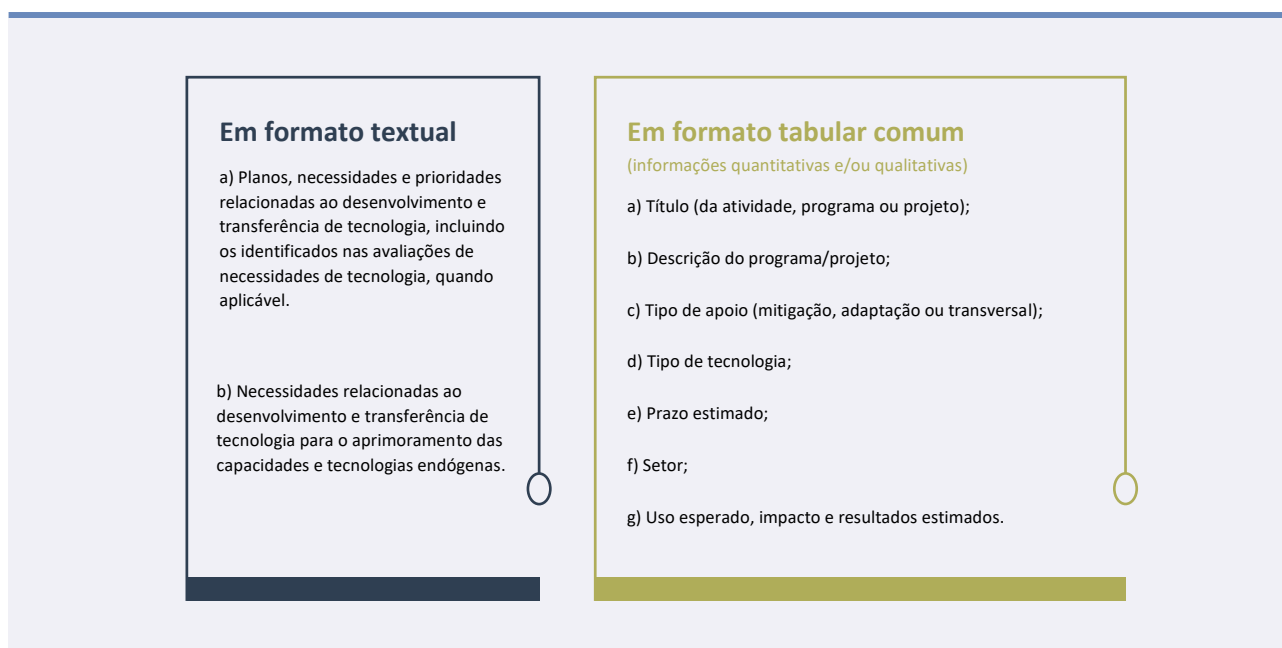 Em formato textual
a) Planos, necessidades e prioridades
relacionadas ao desenvolvimento e
transferência de tecnologia, incluindo
os identificados nas avaliações de
necessidades de tecnologia, quando
aplicável.
b) Necessidades relacionadas ao
desenvolvimento e transferência de
tecnologia para o aprimoramento das
capacidades e tecnologias endógenas.
Em formato tabular comum
(informações quantitativas e/ou qualitativas)
a) Título (da atividade, programa ou projeto);
b) Descrição do programa/projeto;
c) Tipo de apoio (mitigação, adaptação ou transversal);
d) Tipo de tecnologia;
e) Prazo estimado;
f) Setor;
g) Uso esperado, impacto e resultados estimados.